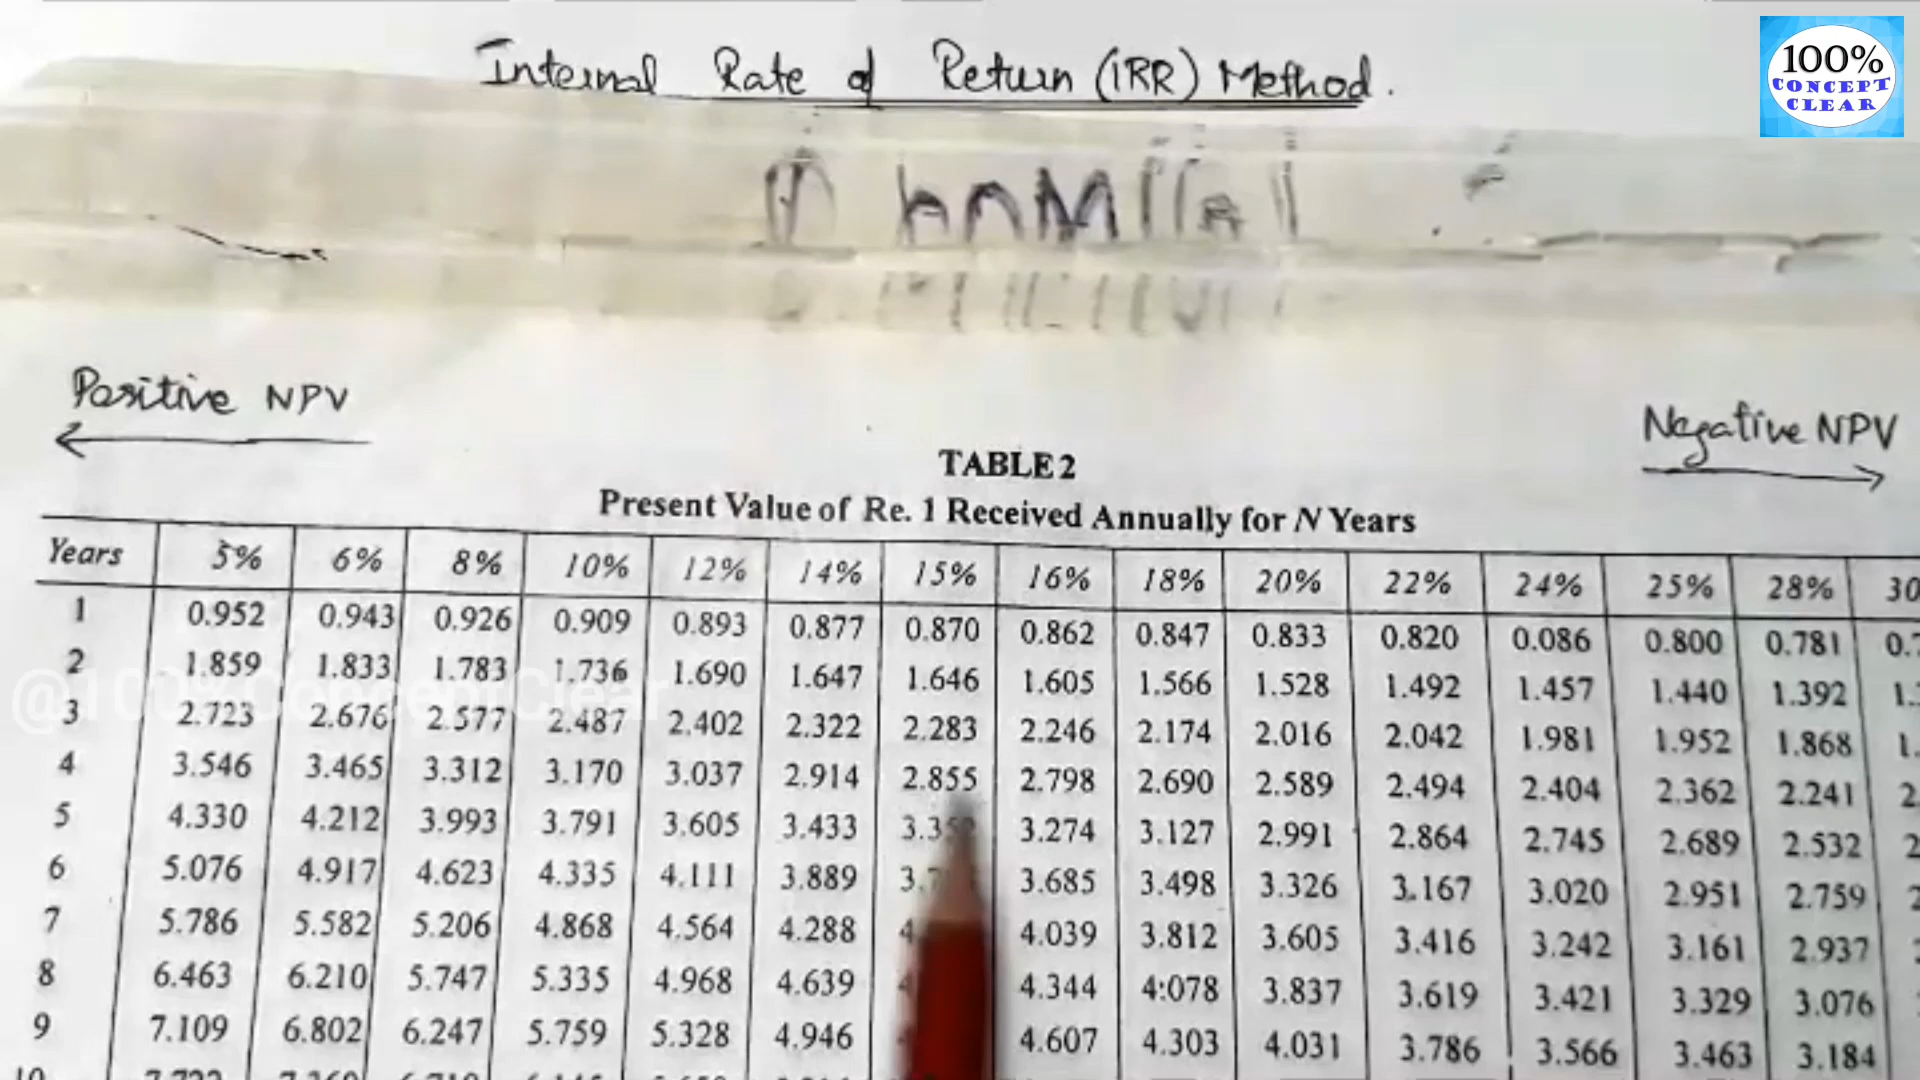 Internal Rate of Return (IRR) Method.
100%
CONCEPT
CLEAR
Positive NPV
Negative NPV
TABLE 2
Present Value of Re. 1 Received Annually for N Years
Years 5% 6% 8% 10% 12% 14% 15% 16% 18% 20% 22% 24% 25% 28% 30
1 0.952 0.943 0.926 0.909 0.893 0.877 0.870 0.862 0.847 0.833 0.820 0.086 0.800 0.781
2 1.859 1.833 1.783 1.736 1.690 1.647 1.646 1.605 1.566 1.528 1.492 1.457 1.440 1.392
@100%ConceptClear
3 2.723 2.676 2.577 2.487 2.402 2.322 2.283 2.246 2.174 2.016 2.042 1.981 1.952 1.868
4 3.546 3.465 3.312 3.170 3.037 2.914 2.855 2.798 2.690 2.589 2.494 2.404 2.362 2.241
5 4.330 4.212 3.993 3.791 3.605 3.433 3.274 3.127 2.991 2.864 2.745 2.689 2.532
6 5.076 4.917 4.623 4.335 4.111 3.889 3.685 3.498 3.326 3.167 3.020 2.951 2.759
7 5.786 5.582 5.206 4.868 4.564 4.288 4.039 3.812 3.605 3.416 3.242 3.161 2.937
8 6.463 6.210 5.747 5.335 4.968 4.639 4.344 4:078 3.837 3.619 3.421 3.329 3.076
9 7.109 6.802 6.247 5.759 5.328 4.946 4.607 4.303 4.031 3.786 3.566 3.463 3.184